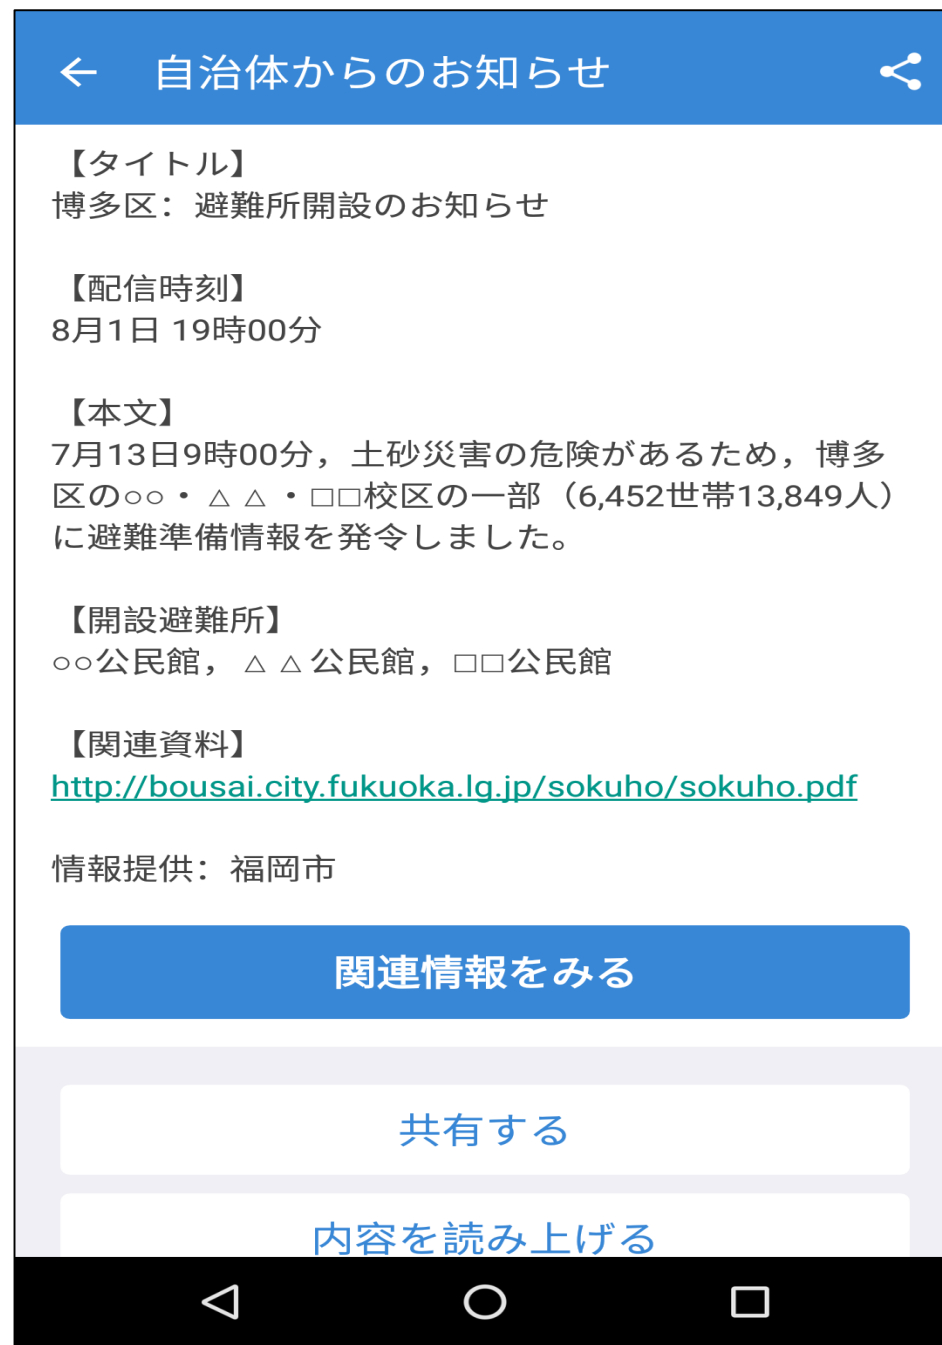 自治体からのお知らせ
【タイトル】
博多区：避難所開設のお知らせ
【配信時刻】
8月1日 19時00分
【本文】
7月13日9時00分，土砂災害の危険があるため，博多
区の○○・△△・□□校区の一部（6,452世帯13,849人）
に避難準備情報を発令しました。
【開設避難所】
○○公民館，△△公民館，□□公民館
【関連資料】
http://bousai.city.fukuoka.lg.jp/sokuho/sokuho.pdf
情報提供：福岡市
関連情報をみる
共有する
内容を読み上げる